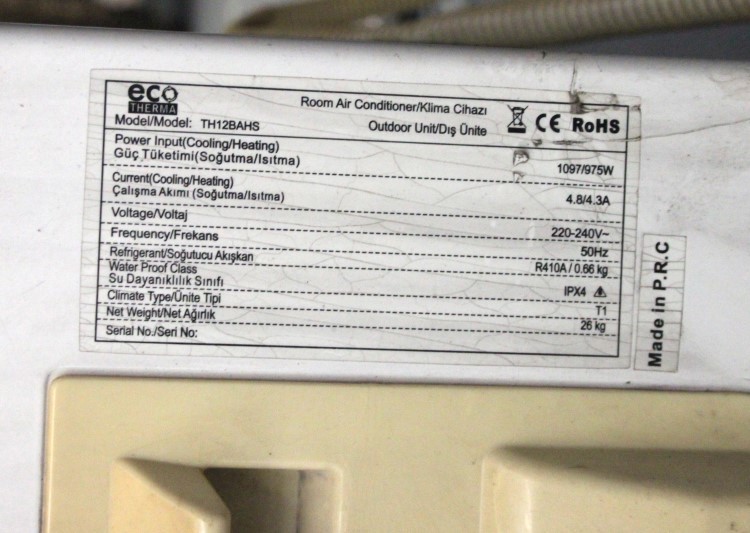 eco
THERMA
Room Air Conditioner/Klima Cihazı
Model/Model: TH12BAHS
Outdoor Unit/Dış Ünite
CE RoHS
Power Input(Cooling/Heating)
Güç Tüketimi(Soğutma/Isıtma)
1097/975W
Current(Cooling/Heating)
Çalışma Akımı (Soğutma/Isıtma)
4.8/4.3A
Voltage/Voltaj 220-240V~
Frequency/Frekans 50Hz
Refrigerant/Soğutucu Akışkan R410A / 0.66 kg
Water Proof Class
Su Dayanıklılık Sınıfı
IPX4
Climate Type/Ünite Tipi T1
Net Weight/Net Ağırlık 26 kg
Serial No./Seri No:
Made in P.R.C